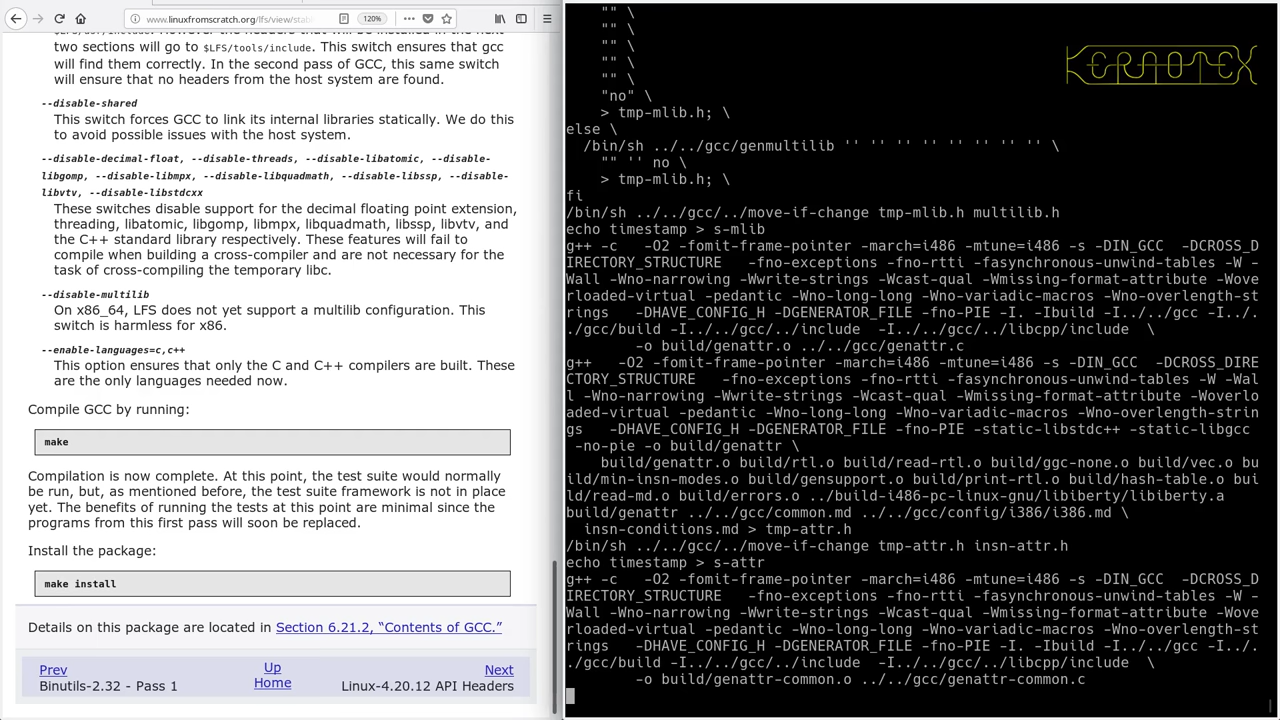 www.linuxfromscratch.org/lfs/view/stab
120%
two sections will go to $LFS/tools/include. This switch ensures that gcc
will find them correctly. In the second pass of GCC, this same switch
will ensure that no headers from the host system are found.
--disable-shared
This switch forces GCC to link its internal libraries statically. We do this
to avoid possible issues with the host system.
--disable-decimal-float, --disable-threads, --disable-libatomic, --disable-
libgomp, --disable-libmpx, --disable-libquadmath, --disable-libssp, --disable-
libvtv, --disable-libstdcxx
These switches disable support for the decimal floating point extension,
threading, libatomic, libgomp, libmpx, libquadmath, libssp, libvtv, and
the C++ standard library respectively. These features will fail to
compile when building a cross-compiler and are not necessary for the
task of cross-compiling the temporary libc.
--disable-multilib
On x86_64, LFS does not yet support a multilib configuration. This
switch is harmless for x86.
--enable-languages=c,c++
This option ensures that only the C and C++ compilers are built. These
are the only languages needed now.
Compile GCC by running:
make
Compilation is now complete. At this point, the test suite would normally
be run, but, as mentioned before, the test suite framework is not in place
yet. The benefits of running the tests at this point are minimal since the
programs from this first pass will soon be replaced.
Install the package:
make install
Details on this package are located in Section 6.21.2, “Contents of GCC.”
Prev Up Next
Binutils-2.32 - Pass 1 Home Linux-4.20.12 API Headers
"" \
"" \
"" \
"" \
"" \
"no" \
> tmp-mlib.h; \
else \
/bin/sh ../../gcc/genmultilib '' '' '' '' '' '' '' '' \
"" '' no \
> tmp-mlib.h; \
fi
/bin/sh ../../gcc/../move-if-change tmp-mlib.h multilib.h
echo timestamp > s-mlib
g++ -c   -O2 -fomit-frame-pointer -march=i486 -mtune=i486 -s -DIN_GCC  -DCROSS_D
IRECTORY_STRUCTURE   -fno-exceptions -fno-rtti -fasynchronous-unwind-tables -W -
Wall -Wno-narrowing -Wwrite-strings -Wcast-qual -Wmissing-format-attribute -Wove
rloaded-virtual -pedantic -Wno-long-long -Wno-variadic-macros -Wno-overlength-st
rings  -DHAVE_CONFIG_H -DGENERATOR_FILE -fno-PIE -I. -Ibuild -I../../gcc -I../.
./gcc/build -I../../gcc/../include  -I../../gcc/../libcpp/include  \
-o build/genattr.o ../../gcc/genattr.c
g++   -O2 -fomit-frame-pointer -march=i486 -mtune=i486 -s -DIN_GCC  -DCROSS_DIRE
CTORY_STRUCTURE   -fno-exceptions -fno-rtti -fasynchronous-unwind-tables -W -Wal
l -Wno-narrowing -Wwrite-strings -Wcast-qual -Wmissing-format-attribute -Woverlo
aded-virtual -pedantic -Wno-long-long -Wno-variadic-macros -Wno-overlength-strin
gs  -DHAVE_CONFIG_H -DGENERATOR_FILE -fno-PIE -static-libstdc++ -static-libgcc
-no-pie -o build/genattr \
build/genattr.o build/rtl.o build/read-rtl.o build/ggc-none.o build/vec.o bu
ild/min-insn-modes.o build/gensupport.o build/print-rtl.o build/hash-table.o bui
ld/read-md.o build/errors.o ../build-i486-pc-linux-gnu/libiberty/libiberty.a
build/genattr ../../gcc/common.md ../../gcc/config/i386/i386.md \
insn-conditions.md > tmp-attr.h
/bin/sh ../../gcc/../move-if-change tmp-attr.h insn-attr.h
echo timestamp > s-attr
g++ -c   -O2 -fomit-frame-pointer -march=i486 -mtune=i486 -s -DIN_GCC  -DCROSS_D
IRECTORY_STRUCTURE   -fno-exceptions -fno-rtti -fasynchronous-unwind-tables -W -
Wall -Wno-narrowing -Wwrite-strings -Wcast-qual -Wmissing-format-attribute -Wove
rloaded-virtual -pedantic -Wno-long-long -Wno-variadic-macros -Wno-overlength-st
rings  -DHAVE_CONFIG_H -DGENERATOR_FILE -fno-PIE -I. -Ibuild -I../../gcc -I../.
./gcc/build -I../../gcc/../include  -I../../gcc/../libcpp/include  \
-o build/genattr-common.o ../../gcc/genattr-common.c